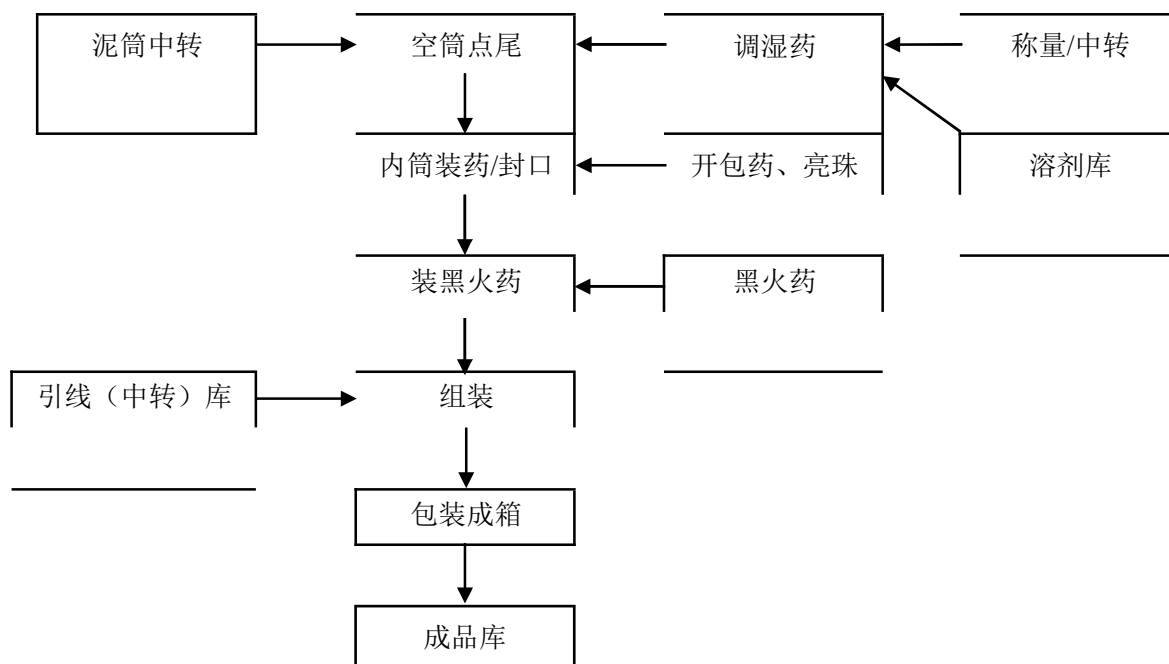 泥筒中转
空筒点尾
调湿药
称量/中转
内筒装药/封口
开包药、亮珠
溶剂库
装黑火药
黑火药
引线（中转）库
组装
包装成箱
成品库